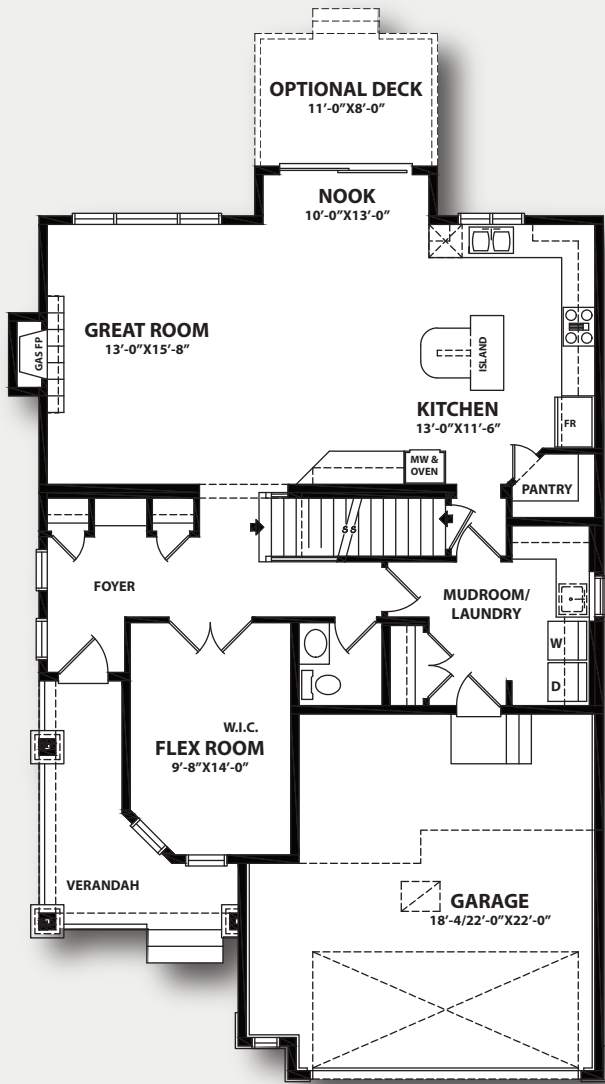 OPTIONAL DECK
11'-0"X8'-0"
NOOK
10'-0"X13'-0"
GREAT ROOM
13'-0"X15'-8"
GAS FP
ISLAND
KITCHEN
13'-0"X11'-6"
FR
MW &
OVEN
PANTRY
SS
FOYER
MUDROOM/
LAUNDRY
W
D
W.I.C.
FLEX ROOM
9'-8"X14'-0"
VERANDAH
GARAGE
18'-4/22'-0"X22'-0"